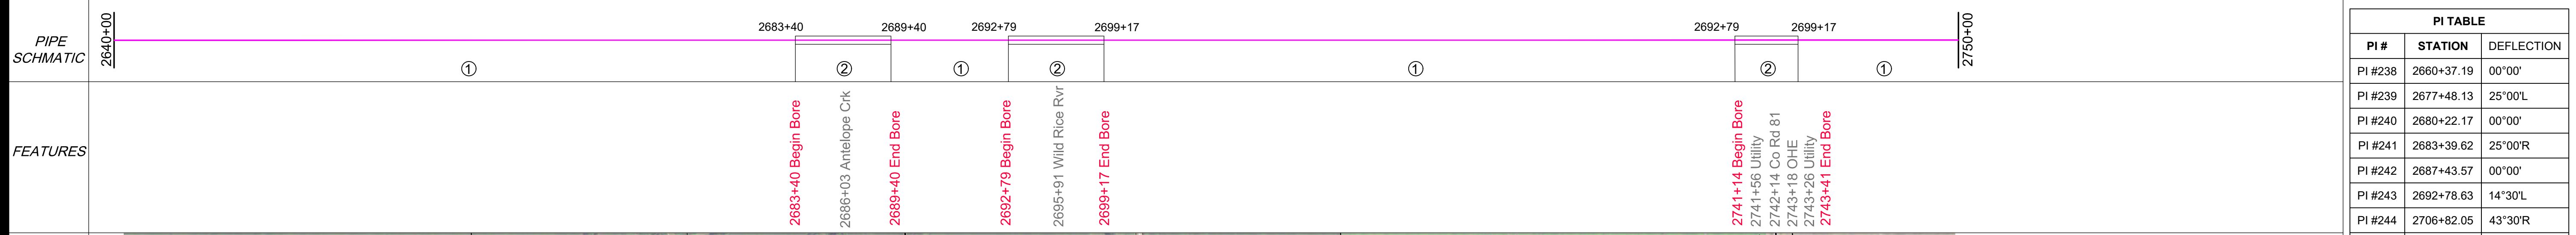 PIPE
SCHMATIC
2640+00
2683+40
2689+40
2692+79
2699+17
2692+79
2699+17
2750+00
①
②
①
②
①
②
①
FEATURES
2683+40 Begin Bore
2686+03 Antelope Crk
2689+40 End Bore
2692+79 Begin Bore
2695+91 Wild Rice Rvr
2699+17 End Bore
2741+14 Begin Bore
2741+56 Utility
2742+14 Co Rd 81
2743+18 OHE
2743+26 Utility
2743+41 End Bore
PI TABLE
PI # STATION DEFLECTION
PI #238 2660+37.19 00°00'
PI #239 2677+48.13 25°00'L
PI #240 2680+22.17 00°00'
PI #241 2683+39.62 25°00'R
PI #242 2687+43.57 00°00'
PI #243 2692+78.63 14°30'L
PI #244 2706+82.05 43°30'R